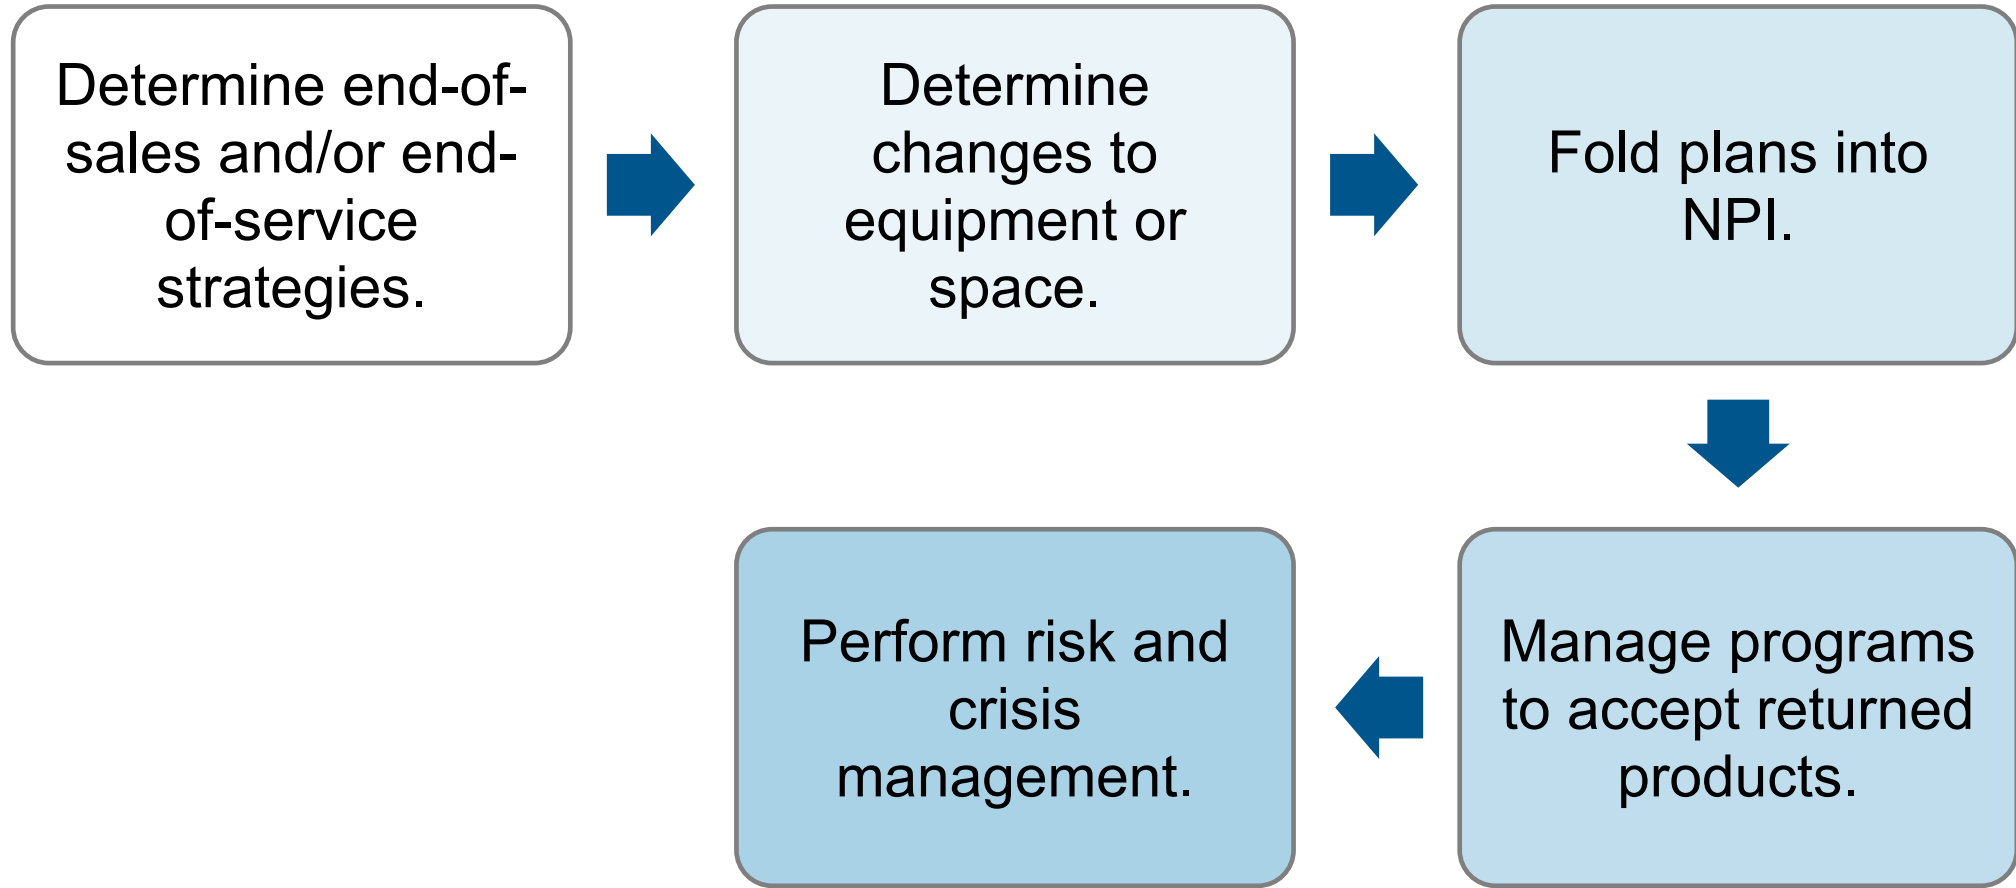 Determine end-of-
sales and/or end-
of-service
strategies.
Determine
changes to
equipment or
space.
Fold plans into
NPI.
Manage programs
to accept returned
products.
Perform risk and
crisis
management.